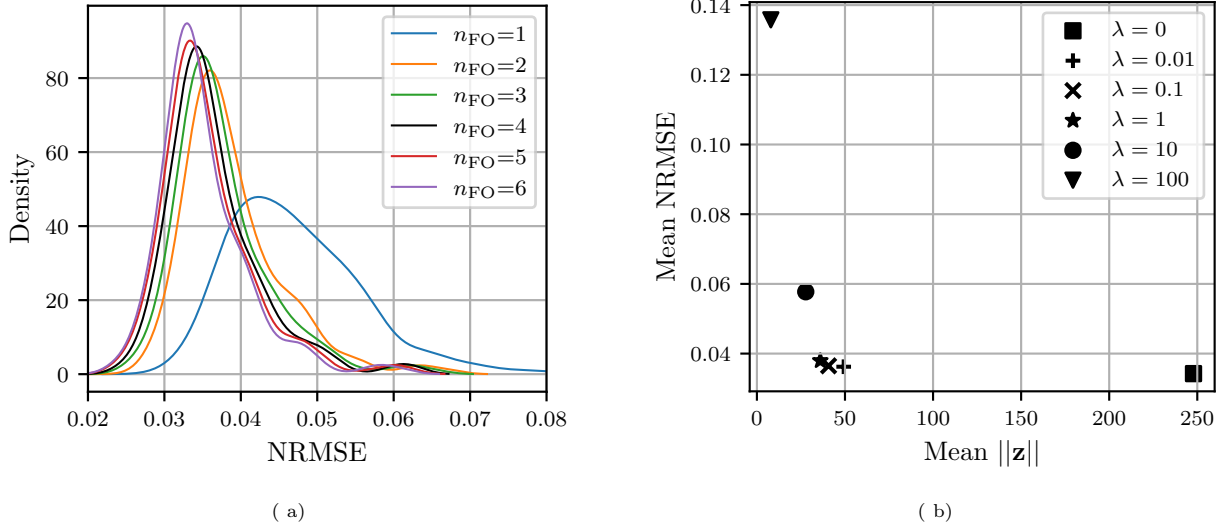 n_FO=1
n_FO=2
n_FO=3
n_FO=4
n_FO=5
n_FO=6
Density
0
20
40
60
80
0.02
0.03
0.04
0.05
0.06
0.07
0.08
NRMSE
( a)
λ = 0
λ = 0.01
λ = 0.1
λ = 1
λ = 10
λ = 100
Mean NRMSE
0.14
0.12
0.10
0.08
0.06
0.04
0
50
100
150
200
250
Mean ||z||
( b)